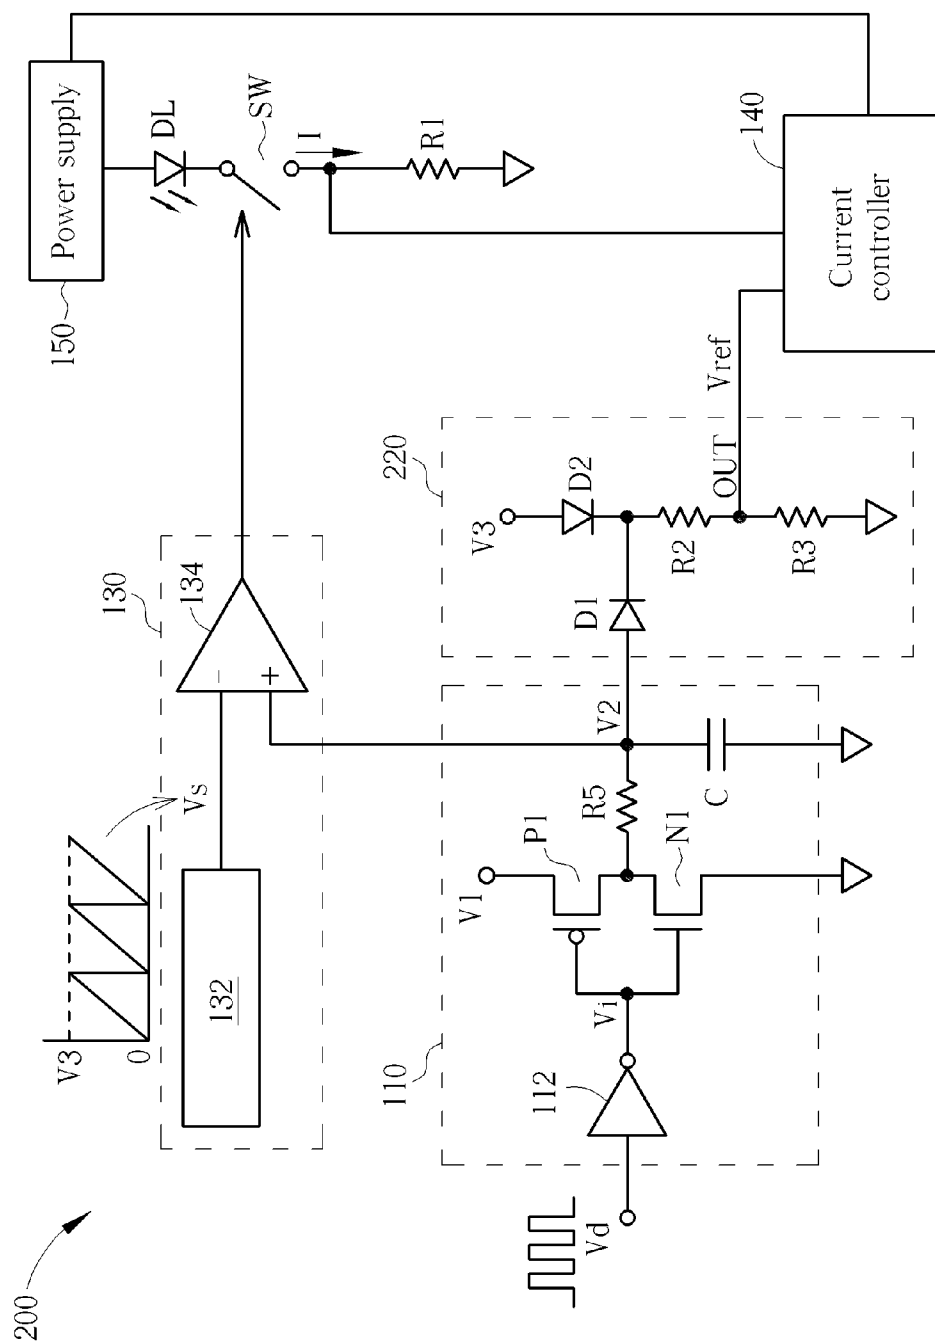 200
V3
0
Vs
132
130
134
−
+
150
Power supply
DL
SW
I
R1
Vd
110
112
Vi
V1
P1
N1
R5
V2
C
220
V3
D1
D2
R2
OUT
R3
Vref
140
Current
controller